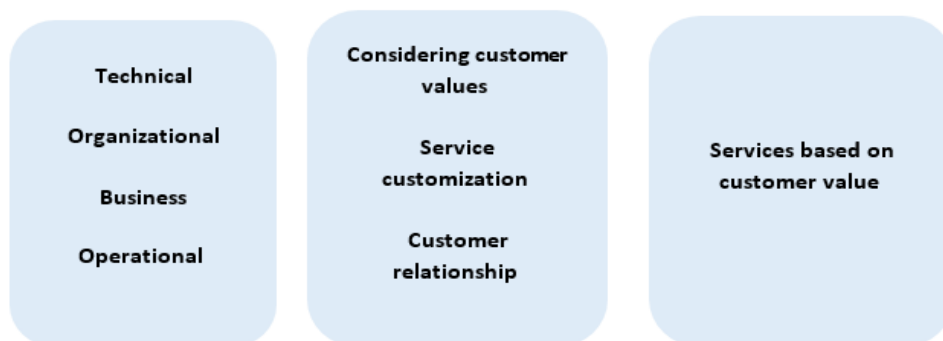 Technical
Organizational
Business
Operational
Considering customer
values
Service
customization
Customer
relationship
Services based on
customer value